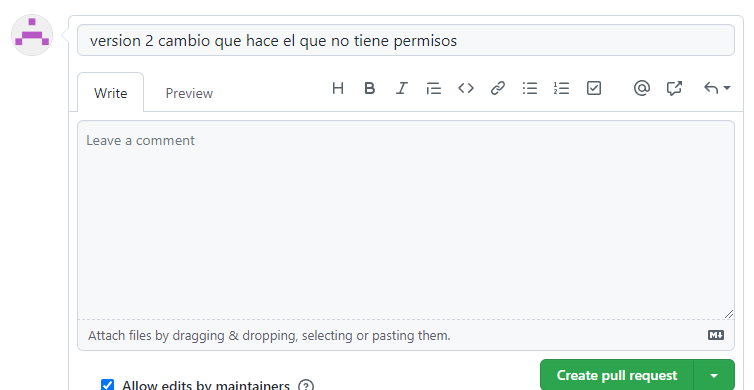 version 2 cambio que hace el que no tiene permisos
Write Preview
Leave a comment
Attach files by dragging & dropping, selecting or pasting them.
Allow edits by maintainers
Create pull request